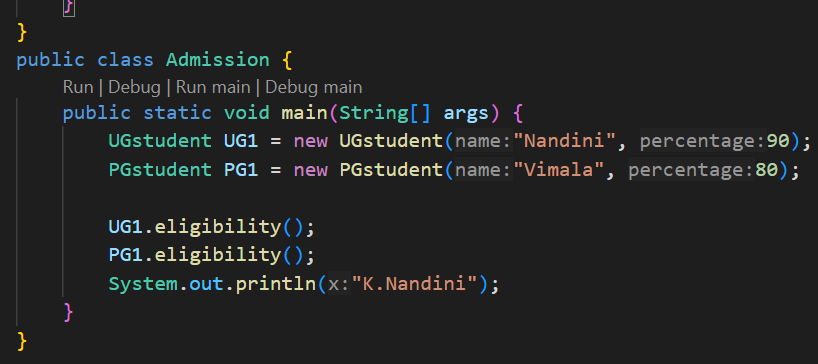 }
}
public class Admission {
Run | Debug | Run main | Debug main
public static void main(String[] args) {
UGstudent UG1 = new UGstudent(name:"Nandini", percentage:90);
PGstudent PG1 = new PGstudent(name:"Vimala", percentage:80);
UG1.eligibility();
PG1.eligibility();
System.out.println(x:"K.Nandini");
}
}